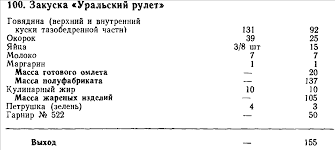 100. Закуска «Уральский рулет»
Говядина (верхний и внутренний
куски тазобедренной части) 131 92
Окорок 39 25
Яйца 3/8 шт 15
Молоко 7 7
Маргарин 1 1
Масса готового омлета — 20
Масса полуфабриката — 137
Кулинарный жир 10 10
Масса жареных изделий — 105
Петрушка (зелень) 4 3
Гарнир № 522 — 50
Выход — 155